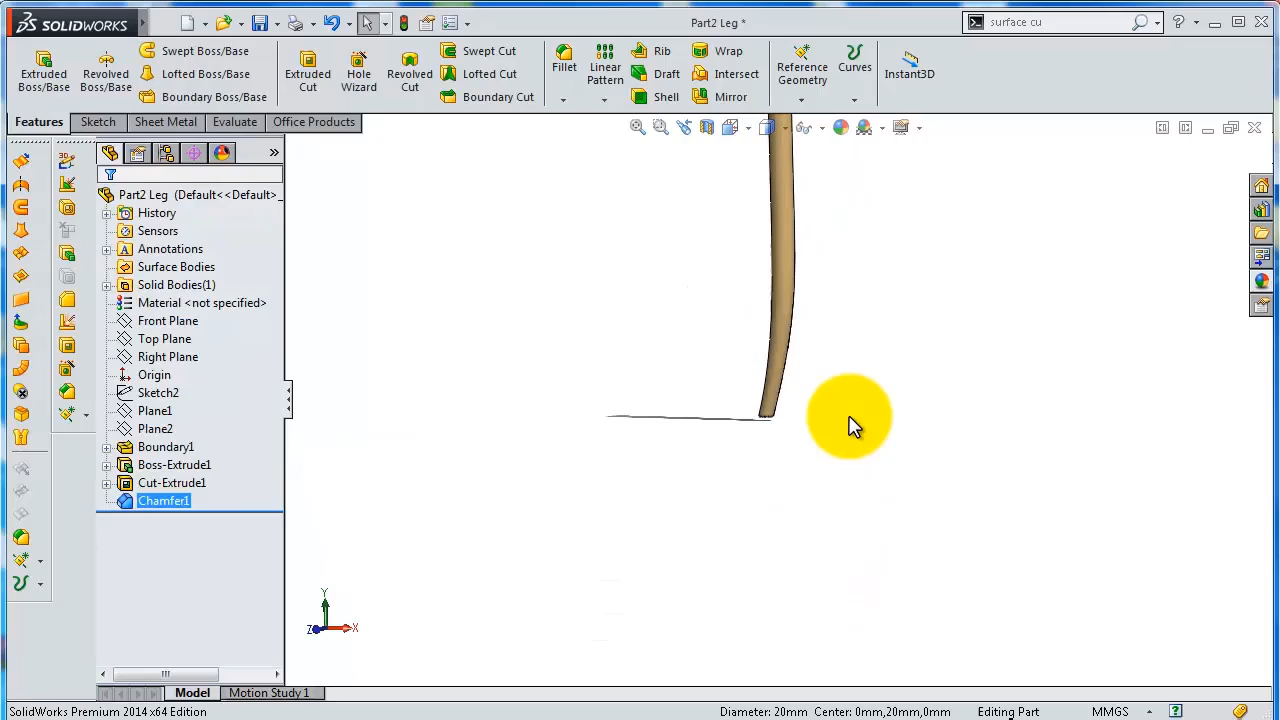 SOLIDWORKS
Part2 Leg *
surface cu
Extruded Boss/Base
Revolved Boss/Base
Swept Boss/Base
Lofted Boss/Base
Boundary Boss/Base
Extruded Cut
Hole Wizard
Revolved Cut
Swept Cut
Lofted Cut
Boundary Cut
Fillet
Linear Pattern
Rib
Draft
Shell
Wrap
Intersect
Mirror
Reference Geometry
Curves
Instant3D
Features
Sketch
Sheet Metal
Evaluate
Office Products
Part2 Leg (Default<<Default>_
History
Sensors
Annotations
Surface Bodies
Solid Bodies(1)
Material <not specified>
Front Plane
Top Plane
Right Plane
Origin
Sketch2
Plane1
Plane2
Boundary1
Boss-Extrude1
Cut-Extrude1
Chamfer1
Y
Z
X
Model
Motion Study 1
SolidWorks Premium 2014 x64 Edition
Diameter: 20mm Center: 0mm,20mm,0mm
Editing Part
MMGS